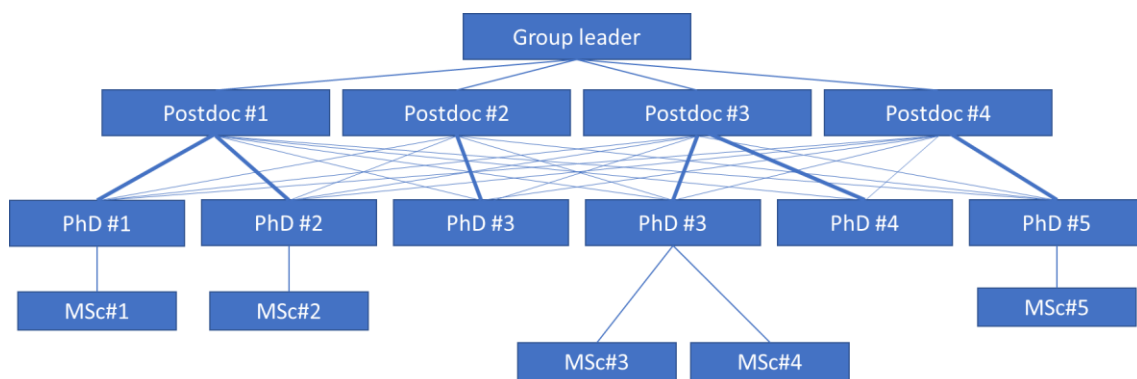 Group leader
Postdoc #1
Postdoc #2
Postdoc #3
Postdoc #4
PhD #1
PhD #2
PhD #3
PhD #3
PhD #4
PhD #5
MSc#1
MSc#2
MSc#5
MSc#3
MSc#4